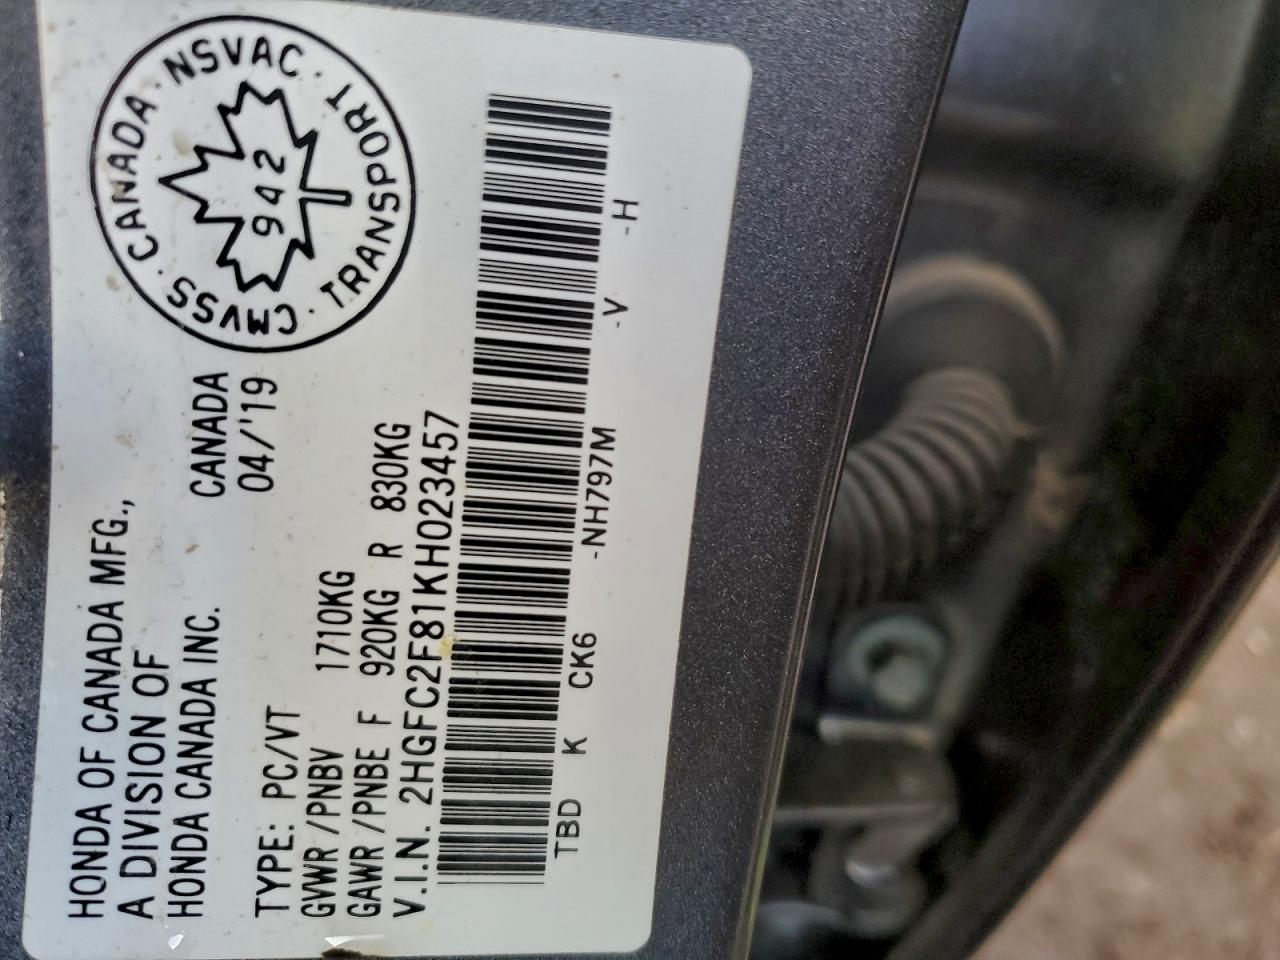 HONDA OF CANADA MFG.,
A DIVISION OF
HONDA CANADA INC.
CANADA
04/'19
TYPE: PC/VT
GVWR/PNBV 1710KG
GAWR/PNBE F 920KG R 830KG
V.I.N. 2HGFC2F81KH023457
TBD K CK6 -NH797M -V -H
CANADA · NSVAC · TRANSPORT · CMVSS ·
942